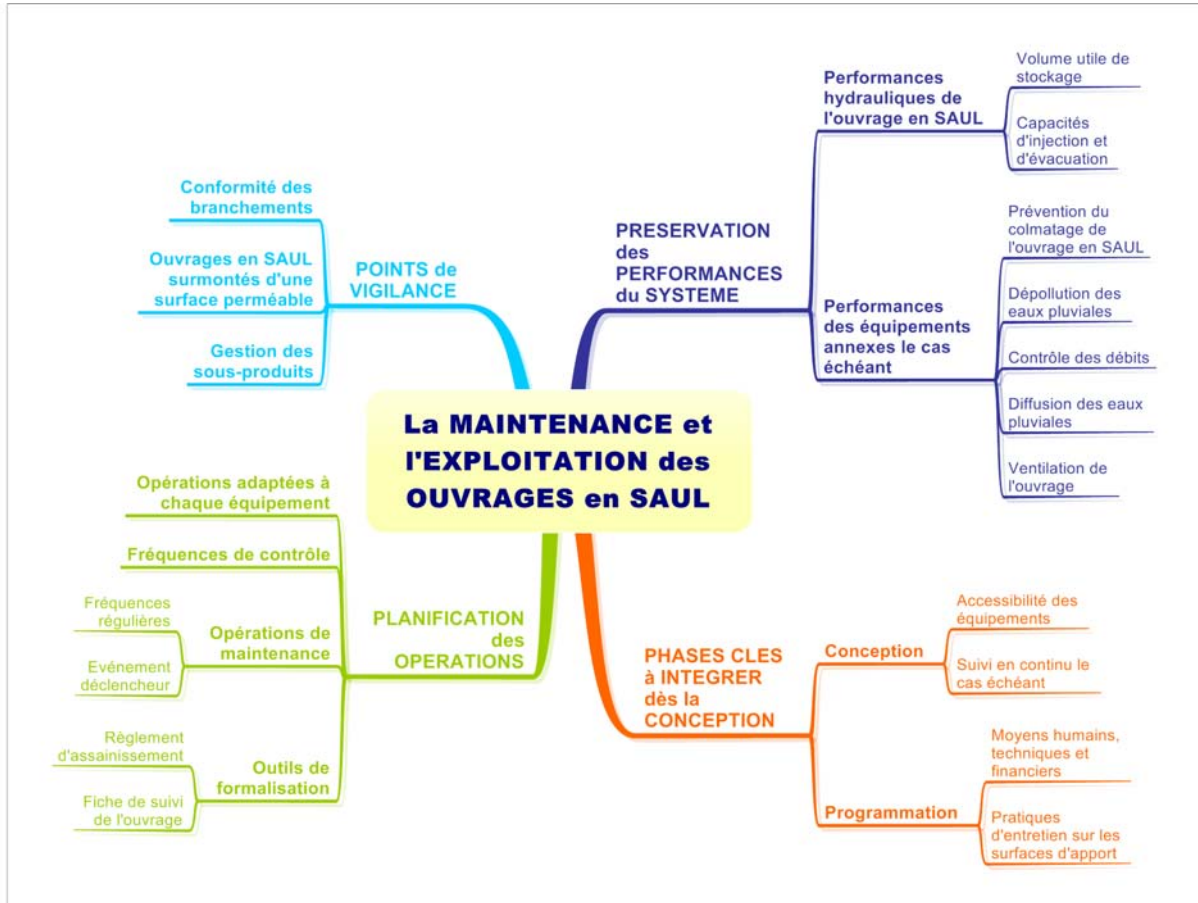 La MAINTENANCE et
l'EXPLOITATION des
OUVRAGES en SAUL
PRESERVATION
des
PERFORMANCES
du SYSTEME
Performances
hydrauliques de
l'ouvrage en SAUL
Volume utile de
stockage
Capacités
d'injection et
d'évacuation
Performances
des équipements
annexes le cas
échéant
Prévention du
colmatage de
l'ouvrage en SAUL
Dépollution des
eaux pluviales
Contrôle des débits
Diffusion des eaux
pluviales
Ventilation de
l'ouvrage
PHASES CLES
à INTEGRER
dès la
CONCEPTION
Conception
Accessibilité des
équipements
Suivi en continu le
cas échéant
Programmation
Moyens humains,
techniques et
financiers
Pratiques
d'entretien sur les
surfaces d'apport
PLANIFICATION
des
OPERATIONS
Opérations adaptées à
chaque équipement
Fréquences de contrôle
Opérations de
maintenance
Fréquences
régulières
Evénement
déclencheur
Outils de
formalisation
Règlement
d'assainissement
Fiche de suivi
de l'ouvrage
POINTS de
VIGILANCE
Conformité des
branchements
Ouvrages en SAUL
surmontés d'une
surface perméable
Gestion des
sous-produits